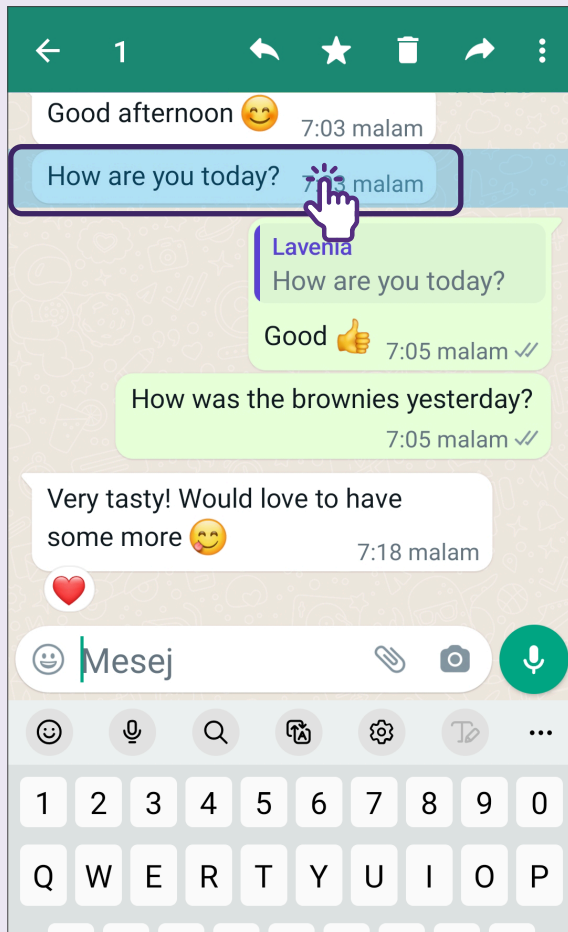 1
Good afternoon 😊 7:03 malam
How are you today? 7:03 malam
Lavenia
How are you today?
Good 👍 7:05 malam
How was the brownies yesterday?
7:05 malam
Very tasty! Would love to have
some more 😋 7:18 malam
Mesej
1 2 3 4 5 6 7 8 9 0
Q W E R T Y U I O P